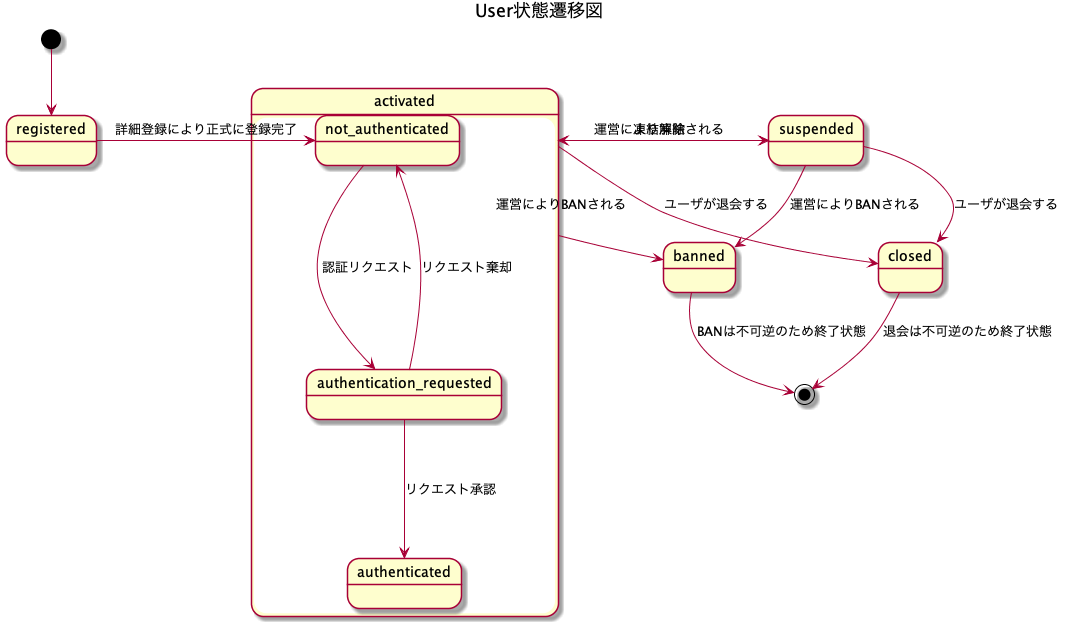 User状態遷移図
activated
registered
詳細登録により正式に登録完了
not_authenticated
運営に
される
suspended
運営によりBANされる
ユーザが退会する
運営によりBANされる
ユーザが退会する
banned
closed
認証リクエスト
リクエスト棄却
BANは不可逆のため終了状態
退会は不可逆のため終了状態
authentication_requested
リクエスト承認
authenticated